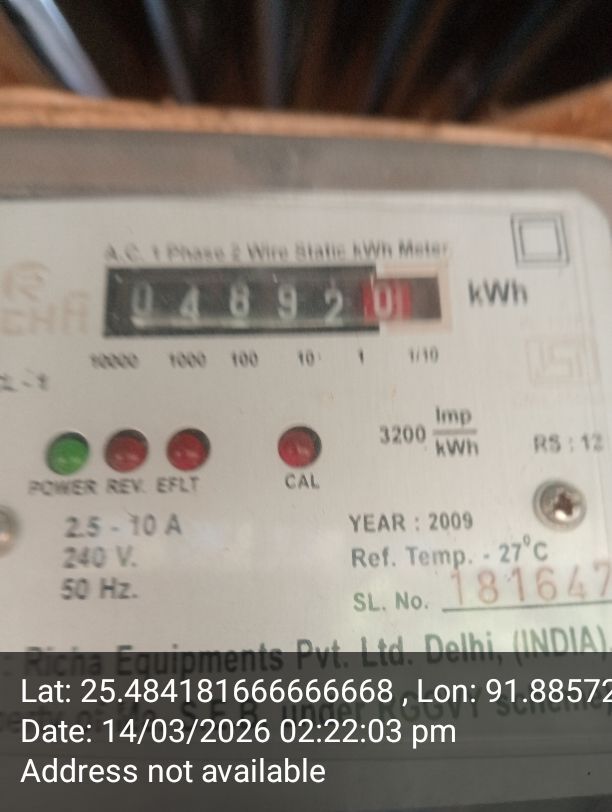 A.C. 1 Phase 2 Wire Static kWh Meter
0 4 8 9 2 0 kWh
10000 1000 100 10 1 1/10
3200 Imp/kWh
RS : 12
POWER REV. EFLT CAL
2.5 - 10 A
240 V.
50 Hz.
YEAR : 2009
Ref. Temp. - 27°C
SL. No. 181647
Richa Equipments Pvt. Ltd. Delhi, (INDIA)
Lat: 25.484181666666668 , Lon: 91.88572
Date: 14/03/2026 02:22:03 pm
Address not available